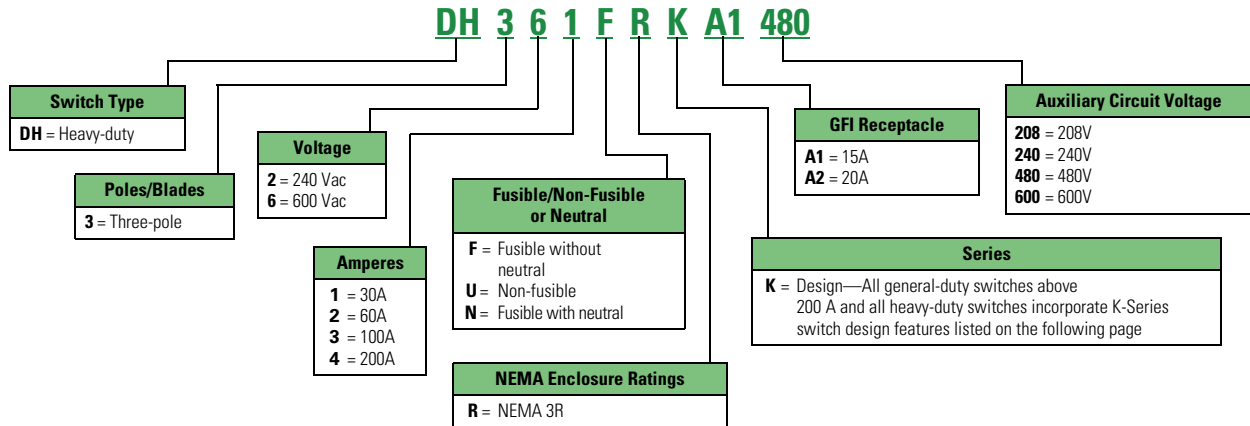 DH 3 6 1 F R K A1 480
Switch Type
DH = Heavy-duty
Poles/Blades
3 = Three-pole
Voltage
2 = 240 Vac
6 = 600 Vac
Amperes
1 = 30A
2 = 60A
3 = 100A
4 = 200A
Fusible/Non-Fusible
or Neutral
F = Fusible without
neutral
U = Non-fusible
N = Fusible with neutral
NEMA Enclosure Ratings
R = NEMA 3R
Series
K = Design—All general-duty switches above
200 A and all heavy-duty switches incorporate K-Series
switch design features listed on the following page
GFI Receptacle
A1 = 15A
A2 = 20A
Auxiliary Circuit Voltage
208 = 208V
240 = 240V
480 = 480V
600 = 600V